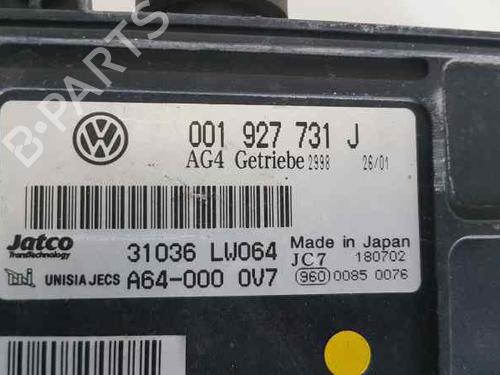 001 927 731 J
AG4 Getriebe 2998 26/01
Jatco
TransTechnology
31036 LW064
Made in Japan
JC7 180702
UNISIA JECS A64-000 0V7
960 0085 0076
B-PARTS